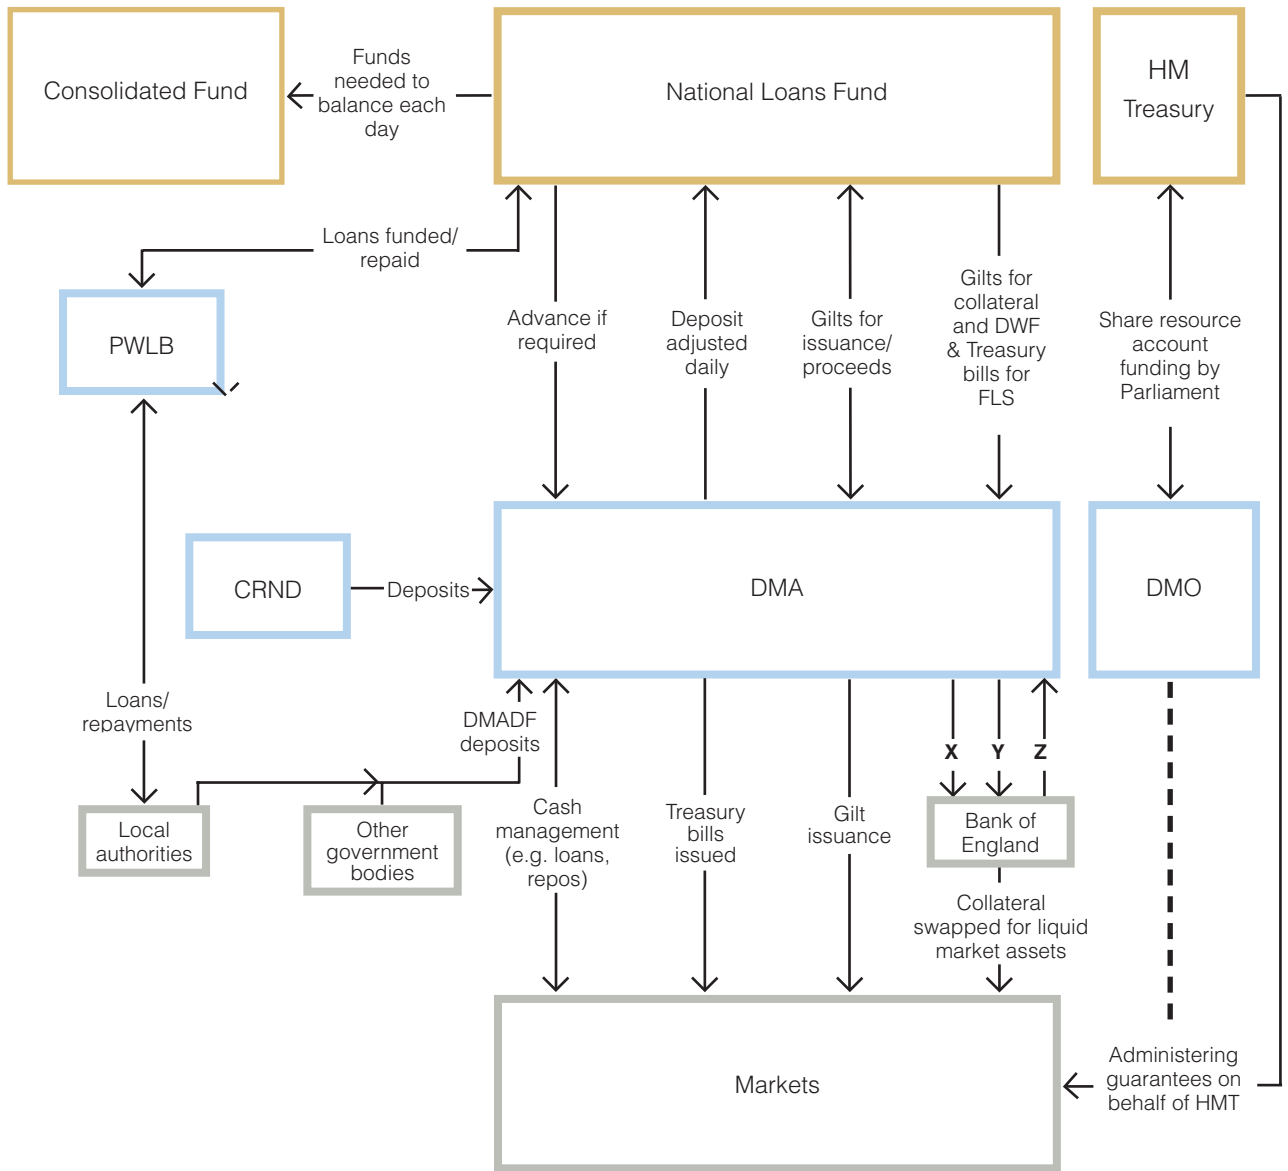 Consolidated Fund
Funds
needed to
balance each
day
National Loans Fund
HM
Treasury
Loans funded/
repaid
PWLB
Advance if
required
Deposit
adjusted
daily
Gilts for
issuance/
proceeds
Gilts for
collateral
and DWF
& Treasury
bills for
FLS
Share resource
account
funding by
Parliament
CRND
Deposits
DMA
DMO
Loans/
repayments
DMADF
deposits
X
Y
Z
Local
authorities
Other
government
bodies
Cash
management
(e.g. loans,
repos)
Treasury
bills
issued
Gilt
issuance
Bank of
England
Collateral
swapped for liquid
market assets
Markets
Administering
guarantees on
behalf of HMT